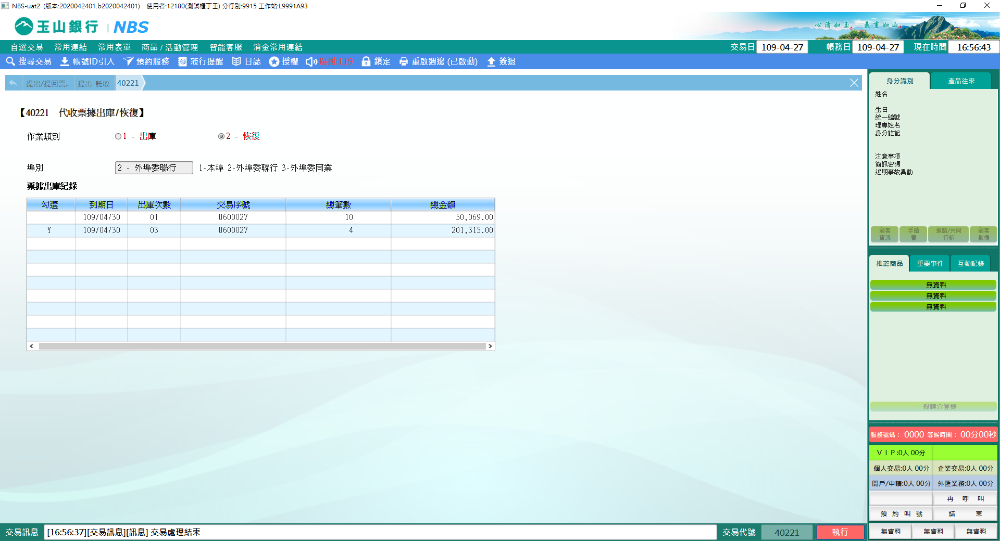 NBS-uat2 (版本:2020042401.b2020042401) 使用者:12180(測試櫃丁王) 分行別:9915 工作站:L9991A93
玉山銀行 | NBS
心清如玉。 義重如山。
自選交易 常用連結 常用表單 商品 / 活動管理 智能客服 消金常用連結
交易日 109-04-27 帳務日 109-04-27 現在時間 16:56:43
搜尋交易 帳號ID引入 預約服務 蒞行提醒 日誌 授權 廣播:119 鎖定 重啟週邊 (已啟動) 簽退
提出/提回票.. 提出-託收 40221
【40221 代收票據出庫/恢復】
作業類別 1 - 出庫 2 - 恢復
埠別 2 - 外埠委聯行 1-本埠 2-外埠委聯行 3-外埠委同業
票據出庫紀錄
勾選 到期日 出庫次數 交易序號 總筆數 總金額
109/04/30 01 U600027 10 50,069.00
Y 109/04/30 03 U600027 4 201,315.00
身分識別 產品往來
姓名
生日
統一編號
理專姓名
身分註記
注意事項
簡訊密碼
近期事故異動
顧客資訊 手續費 通路/共同行銷 顧客影像
推薦商品 重要事件 互動記錄
無資料
無資料
無資料
一般轉介登錄
服務號碼： 0000 等候時間： 00分00秒
ＶＩＰ:0人 00分
個人交易:0人 00分 企業交易:0人 00分
開戶/申請:0人 00分 外匯業務:0人 00分
再 呼 叫
預 約 叫 號 結 束
交易訊息 [16:56:37][交易訊息][訊息] 交易處理結束 交易代號 40221 執行
無資料 無資料 無資料